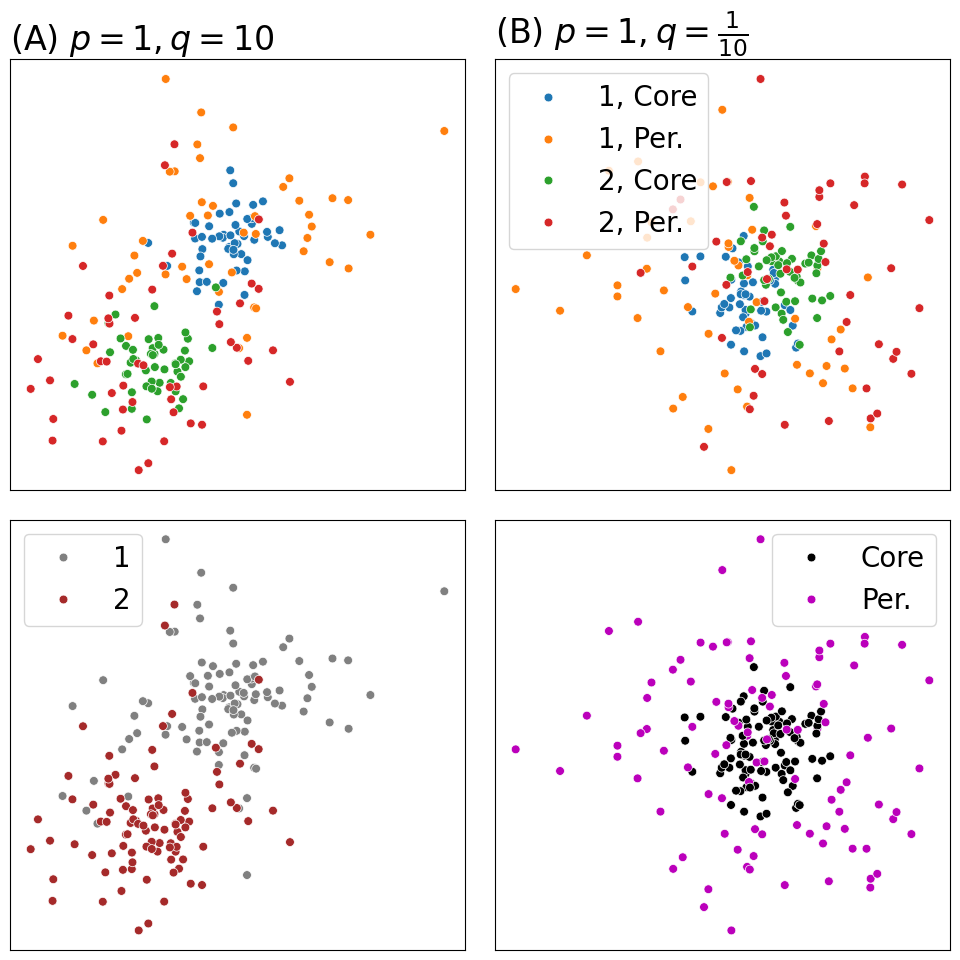 (A) p = 1, q = 10
(B) p = 1, q = 1/10
1, Core
1, Per.
2, Core
2, Per.
1
2
Core
Per.